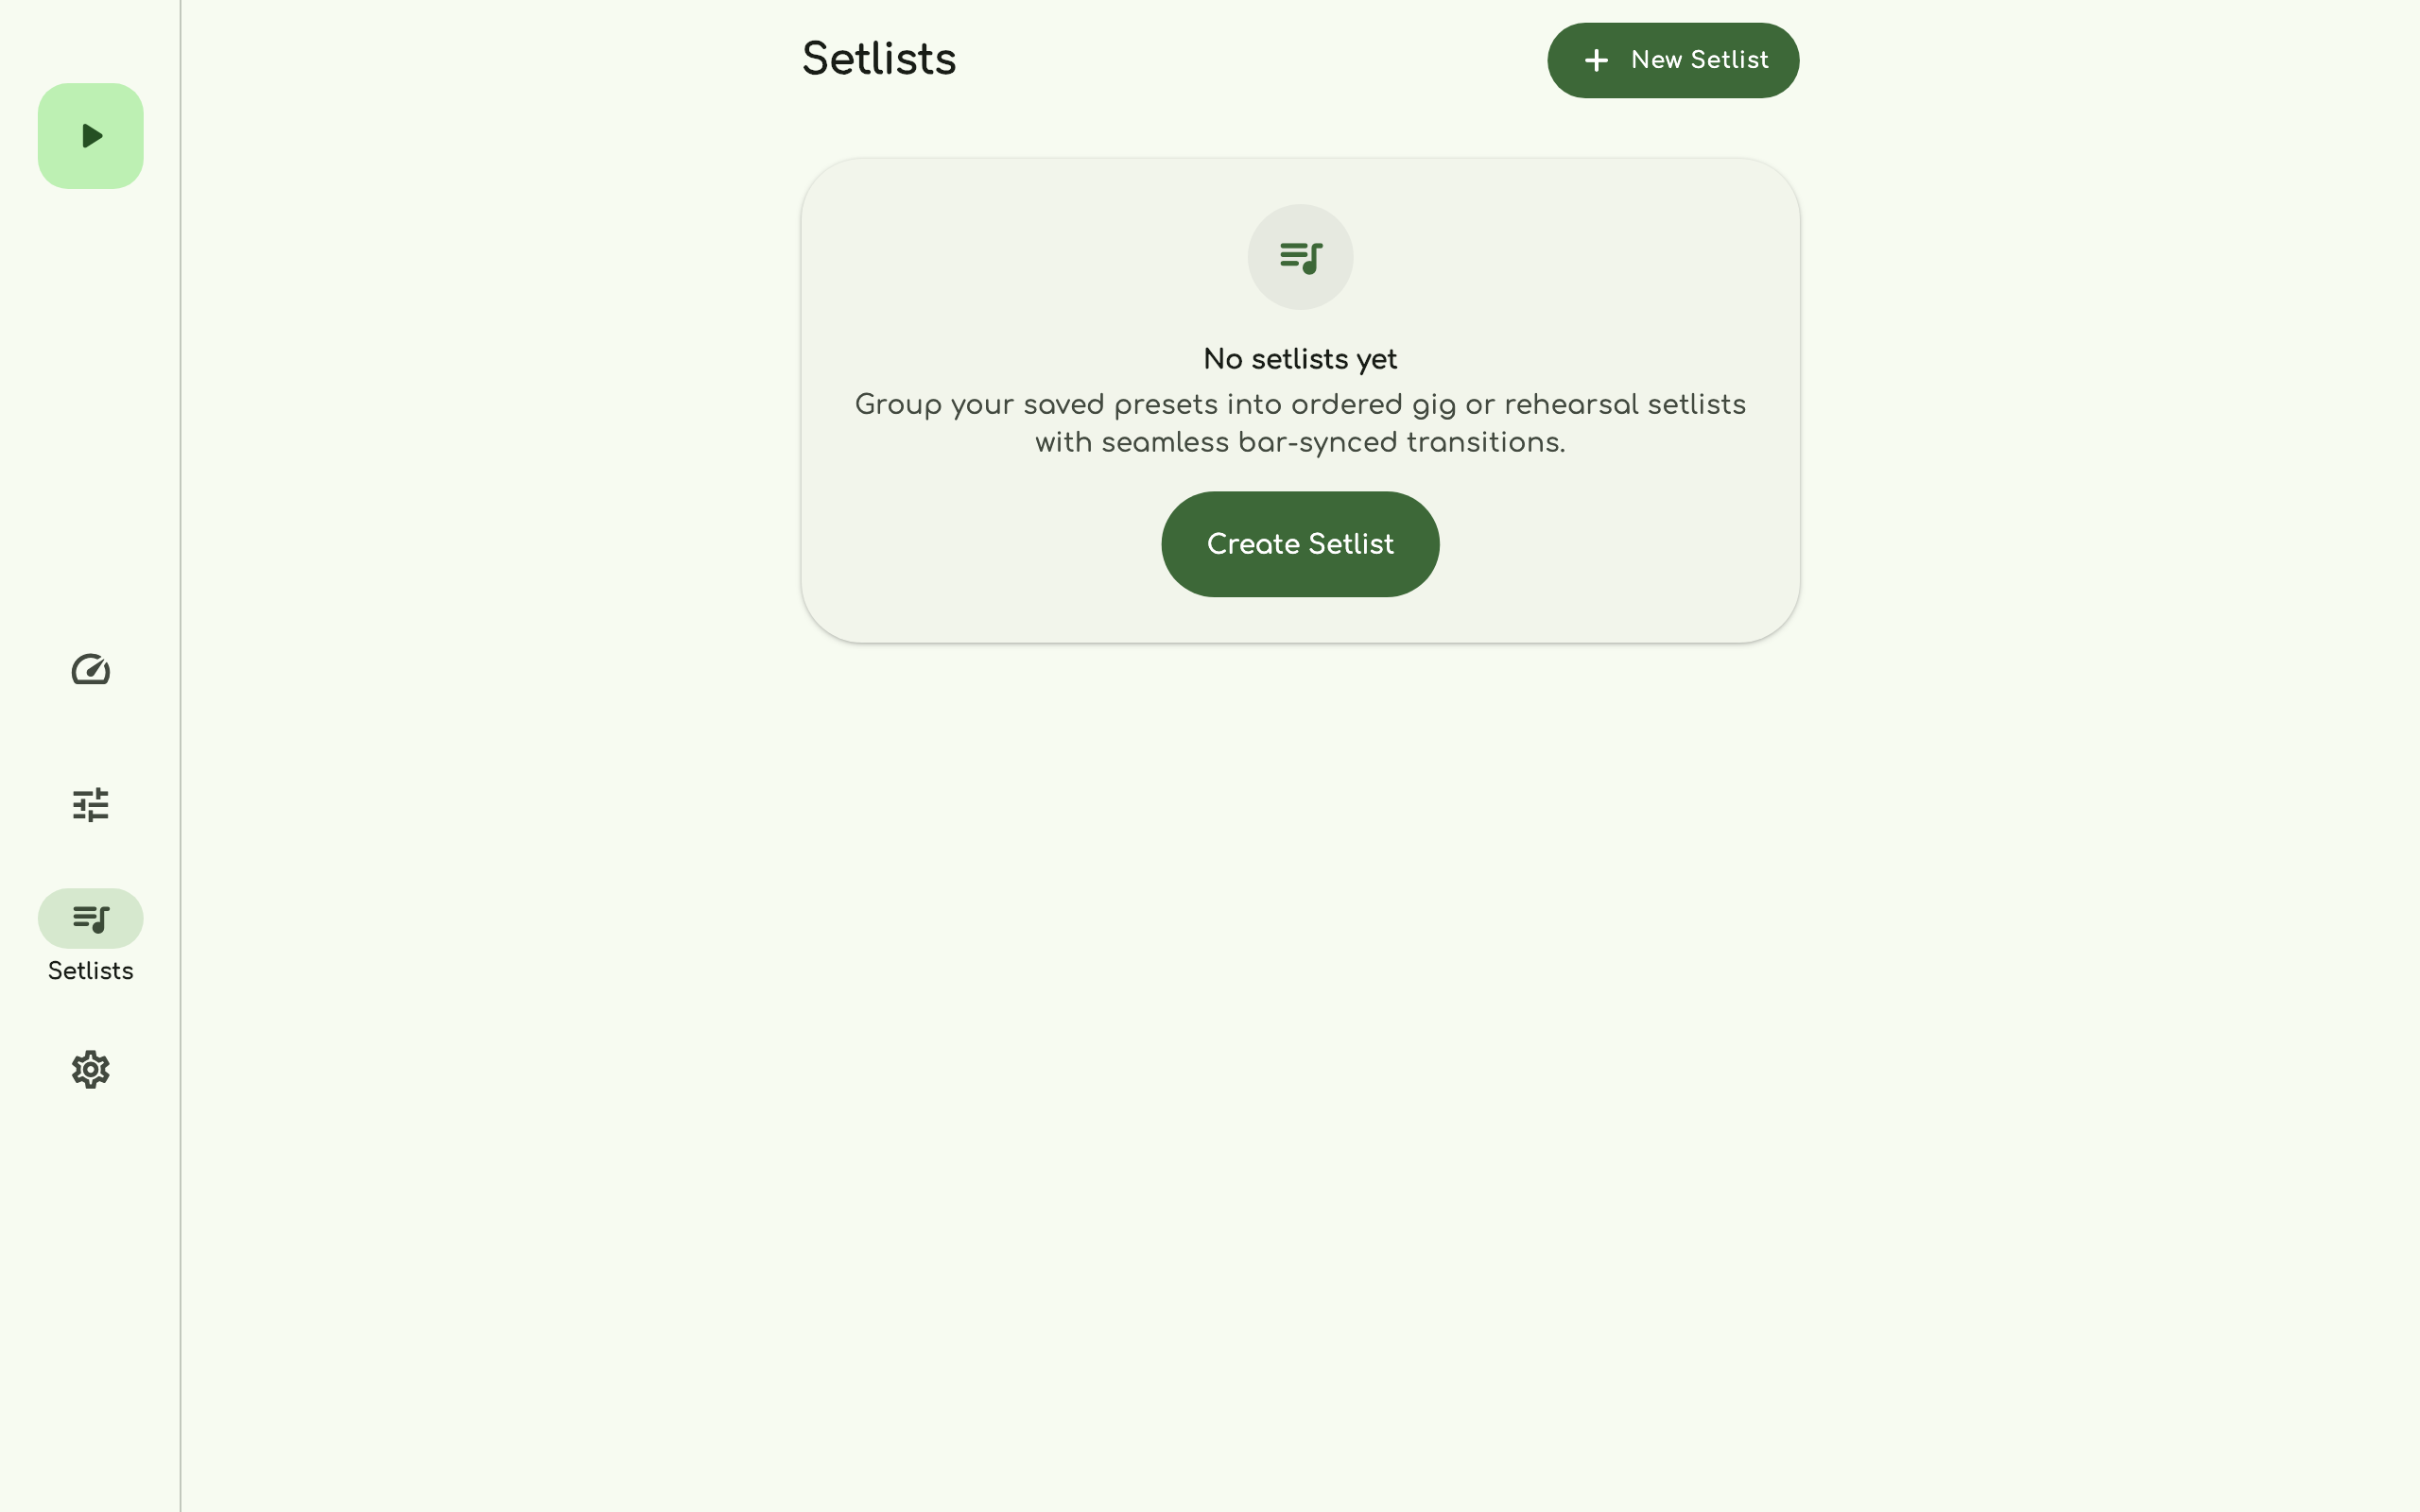 Setlists
New Setlist
No setlists yet
Group your saved presets into ordered gig or rehearsal setlists
with seamless bar-synced transitions.
Create Setlist
Setlists